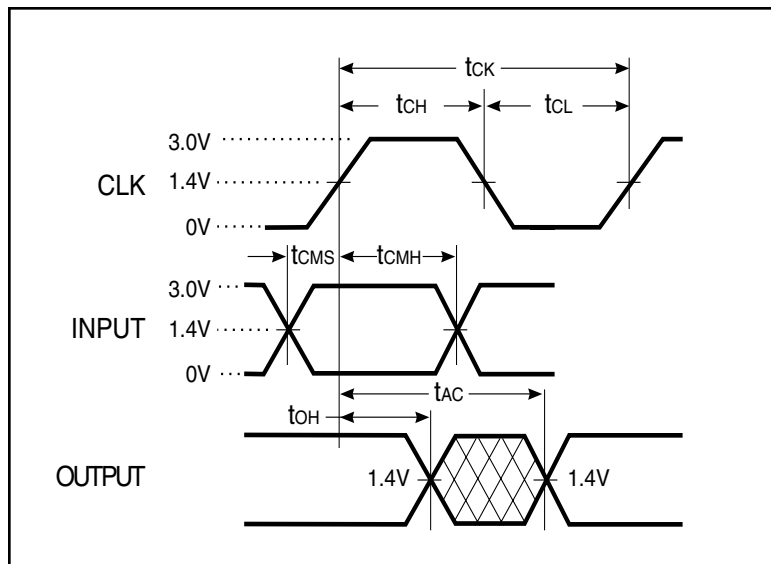 tCK
tCH tCL
3.0V
CLK 1.4V
0V
tCMS tCMH
3.0V
INPUT 1.4V
0V
tAC
tOH
OUTPUT 1.4V 1.4V